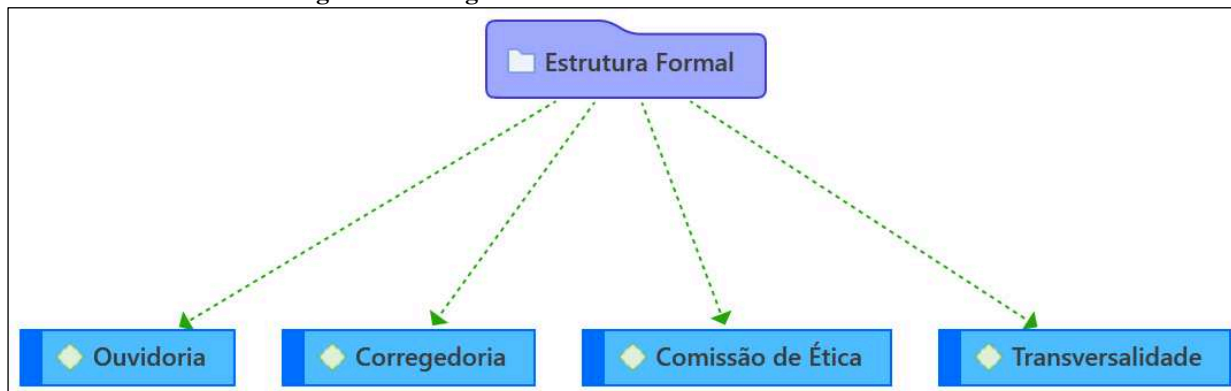 Estrutura Formal
Ouvidoria
Corregedoria
Comissão de Ética
Transversalidade